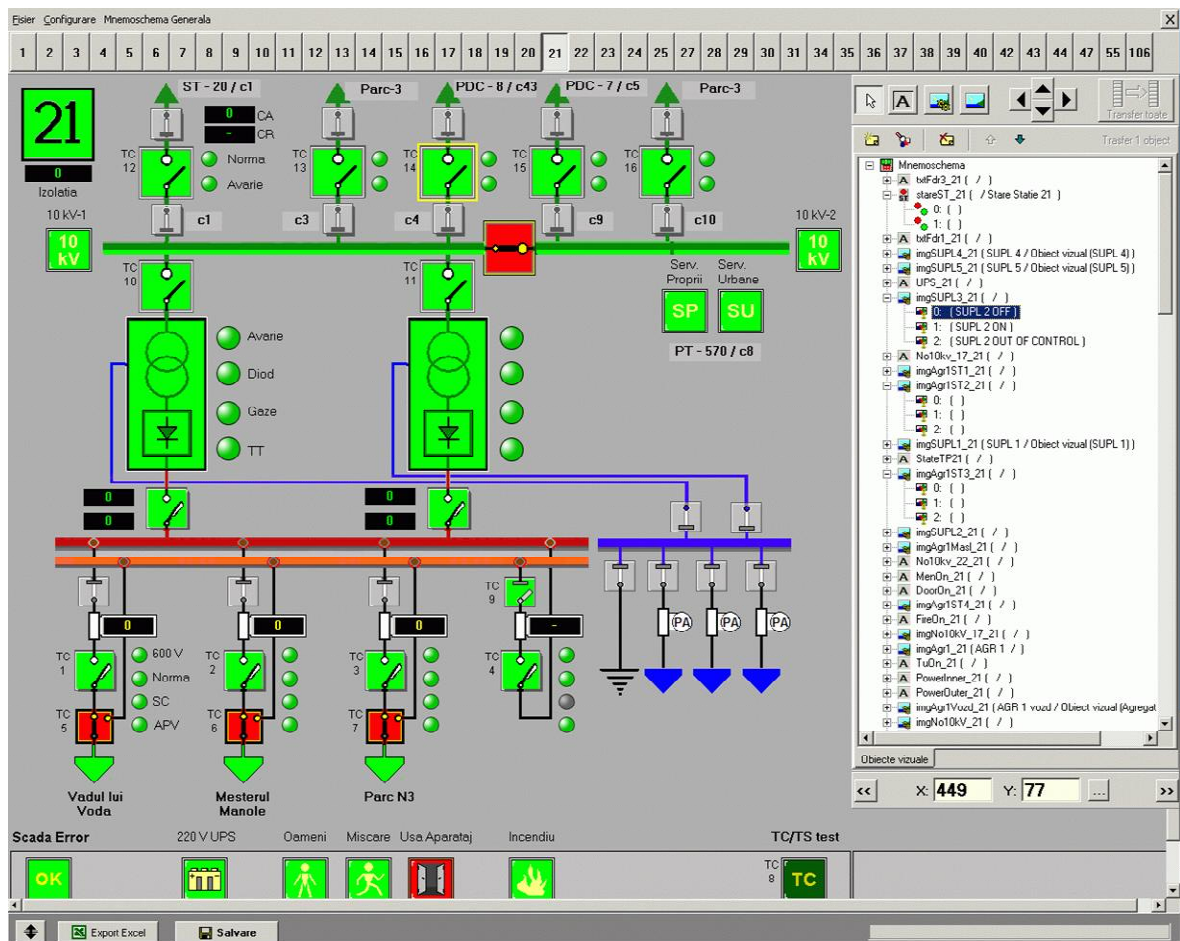 Fisier Configurare Mnemoschema Generala X
1 2 3 4 5 6 7 8 9 10 11 12 13 14 15 16 17 18 19 20 21 22 23 24 25 27 28 29 30 31 34 35 36 37 38 39 40 42 43 44 47 55 106
21
0
Izolatia
ST - 20 / c1
Parc-3
PDC - 8 / c43
PDC - 7 / c5
Parc-3
0 CA
- CR
TC 12
Norma
Avarie
TC 13
TC 14
TC 15
TC 16
c1
c3
c4
c9
c10
10 kV-1
10 kV-2
10 kV
10 kV
TC 10
TC 11
Serv. Proprii
Serv. Urbane
SP
SU
PT - 570 / c8
Avarie
Diod
Gaze
TT
0
0
0
0
TC 9
0
0
0
-
PA
PA
PA
TC 1
600 V
Norma
SC
APV
TC 2
TC 3
TC 4
TC 5
TC 6
TC 7
Vadul lui
Voda
Mesterul
Manole
Parc N3
Scada Error
220 V UPS
Oameni
Miscare
Usa Aparataj
Incendiu
TC/TS test
OK
TC 8
TC
A
Transfer toate
Trasfer 1 object
Mnemoschema
A txtFdr3_21 ( / )
ST stareST_21 ( / Stare Statie 21 )
0: ( )
1: ( )
A txtFdr1_21 ( / )
imgSUPL4_21 ( SUPL 4 / Obiect vizual (SUPL 4) )
imgSUPL5_21 ( SUPL 5 / Obiect vizual (SUPL 5) )
A UPS_21 ( / )
imgSUPL3_21 ( / )
0: ( SUPL 2 OFF )
1: ( SUPL 2 ON )
2: ( SUPL 2 OUT OF CONTROL )
A No10kv_17_21 ( / )
imgAgr1ST1_21 ( / )
imgAgr1ST2_21 ( / )
0: ( )
1: ( )
2: ( )
imgSUPL1_21 ( SUPL 1 / Obiect vizual (SUPL 1) )
A StateTP21 ( / )
imgAgr1ST3_21 ( / )
0: ( )
1: ( )
2: ( )
imgSUPL2_21 ( / )
imgAgr1Masl_21 ( / )
A No10kv_22_21 ( / )
A MenOn_21 ( / )
A DoorOn_21 ( / )
imgAgr1ST4_21 ( / )
A FireOn_21 ( / )
imgNo10kV_17_21 ( / )
imgAgr1_21 ( AGR 1 / )
A TuOn_21 ( / )
A PowerInner_21 ( / )
A PowerOuter_21 ( / )
imgAgr1Vozd_21 ( AGR 1 vozd / Obiect vizual (Agregat
imgNo10kV_21 ( / )
Obiecte vizuale
<< X: 449 Y: 77 ... >>
Export Excel
Salvare